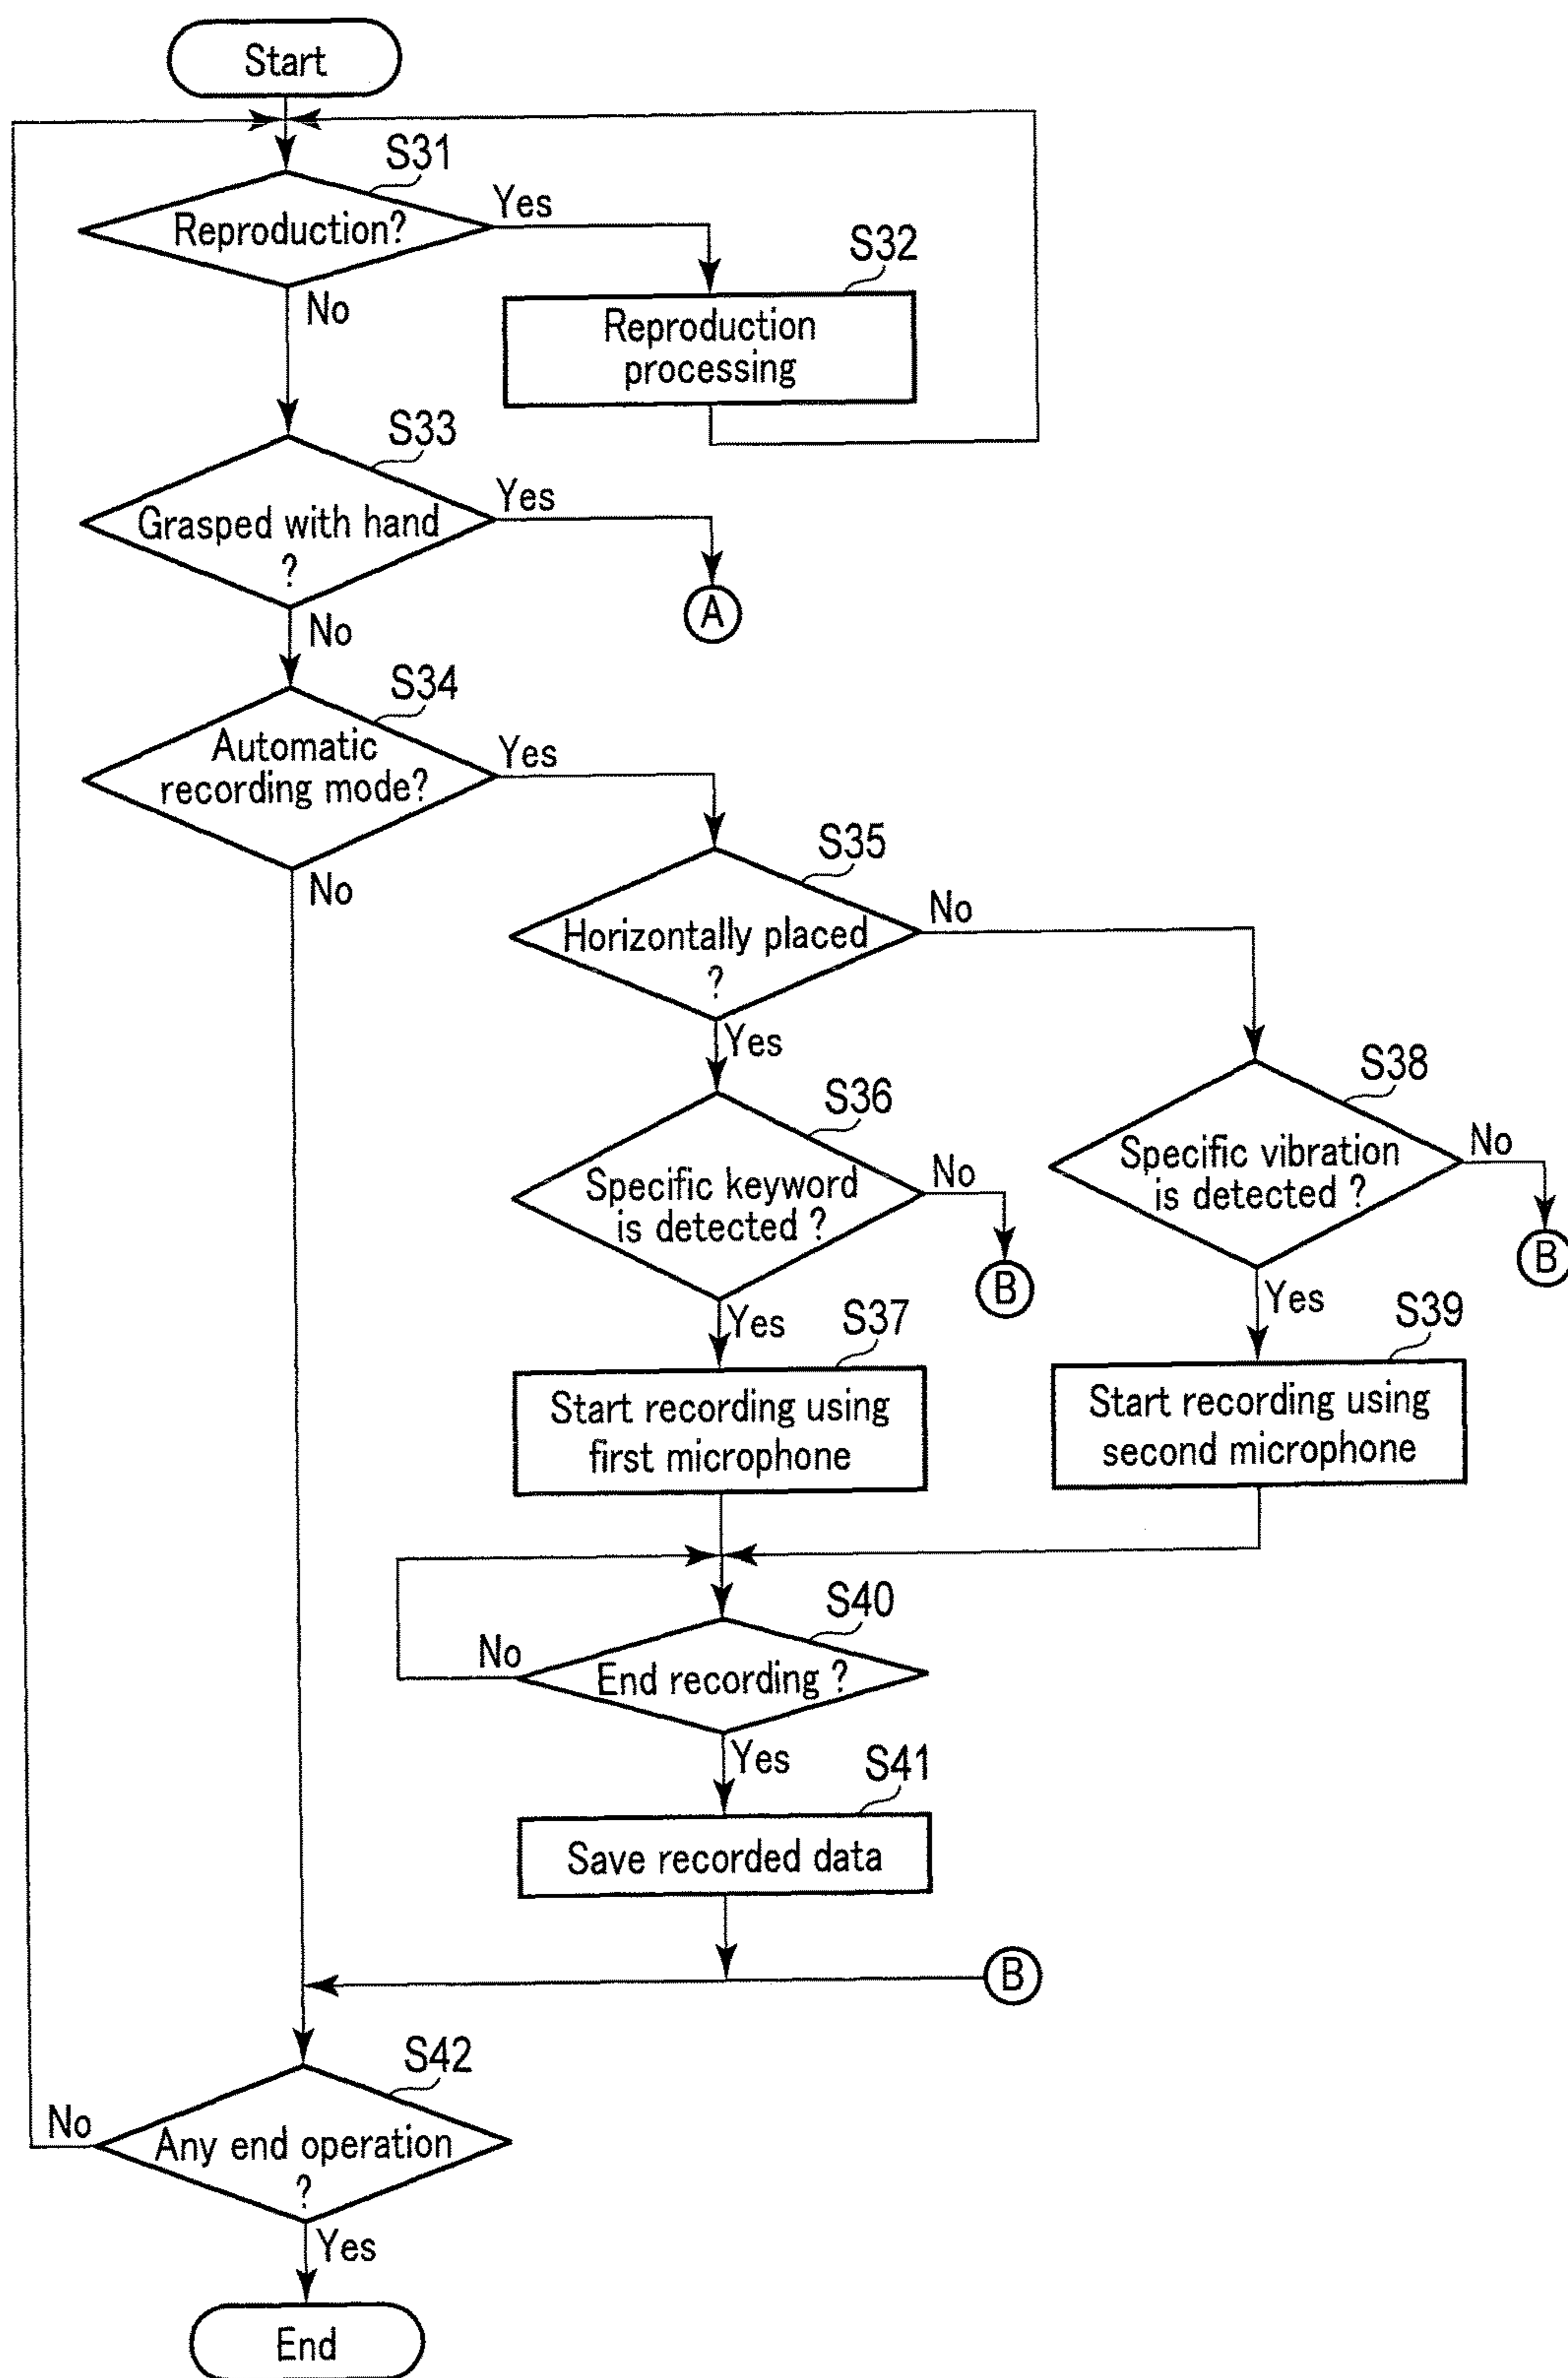 Start
S31
Reproduction?
Yes
No
S32
Reproduction
processing
S33
Grasped with hand
?
Yes
No
A
S34
Automatic
recording mode?
Yes
No
S35
Horizontally placed
?
No
Yes
S36
Specific keyword
is detected ?
No
B
Yes
S38
Specific vibration
is detected ?
No
B
Yes
S37
Start recording using
first microphone
S39
Start recording using
second microphone
S40
End recording ?
No
Yes
S41
Save recorded data
B
S42
Any end operation
?
No
Yes
End